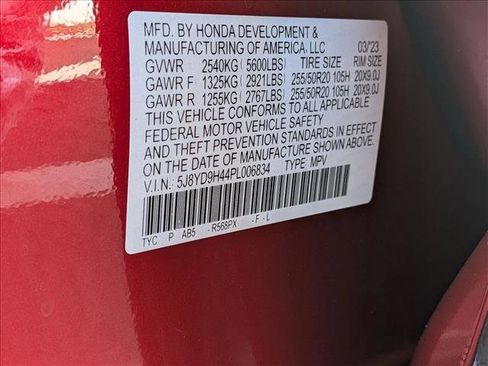 MFD. BY HONDA DEVELOPMENT &
MANUFACTURING OF AMERICA, LLC 03/23
GVWR 2540KG (5600LBS) TIRE SIZE RIM SIZE
GAWR F 1325KG (2921LBS) 255/50R20 105H 20X9.0J
GAWR R 1255KG (2767LBS) 255/50R20 105H 20X9.0J
THIS VEHICLE CONFORMS TO ALL APPLICABLE
FEDERAL MOTOR VEHICLE SAFETY
AND THEFT PREVENTION STANDARDS IN EFFECT
ON THE DATE OF MANUFACTURE SHOWN ABOVE.
V.I.N.: 5J8YD9H44PL006834 TYPE: MPV
TYC P AB5 -R568PX -F -L